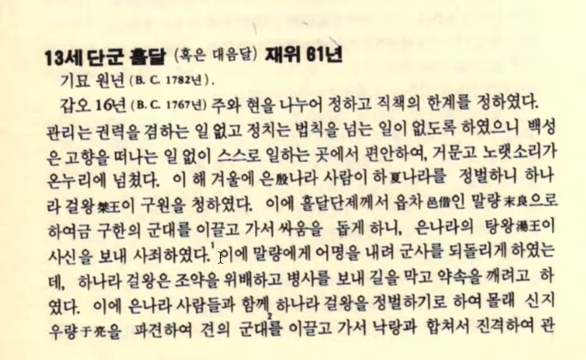 13세 단군 흘달 (혹은 대음달) 재위 61년
기묘 원년 (B. C. 1782년).
갑오 16년 (B. C. 1767년) 주와 현을 나누어 정하고 직책의 한계를 정하였다.
관리는 권력을 겸하는 일 없고 정치는 법칙을 넘는 일이 없도록 하였으니 백성
은 고향을 떠나는 일 없이 스스로 일하는 곳에서 편안하여, 거문고 노랫소리가
온누리에 넘쳤다. 이 해 겨울에 은殷나라 사람이 하夏나라를 정벌하니 하나
라 걸왕桀王이 구원을 청하였다. 이에 흘달단제께서 읍차邑借인 말량末良으로
하여금 구한의 군대를 이끌고 가서 싸움을 돕게 하니, 은나라의 탕왕湯王이
사신을 보내 사죄하였다.¹ 이에 말량에게 어명을 내려 군사를 되돌리게 하였는
데, 하나라 걸왕은 조약을 위배하고 병사를 보내 길을 막고 약속을 깨려고 하
였다. 이에 은나라 사람들과 함께 하나라 걸왕을 정벌하기로 하여 몰래 신지
우량于亮을 파견하여 견의 군대²를 이끌고 가서 낙랑과 합쳐서 진격하여 관